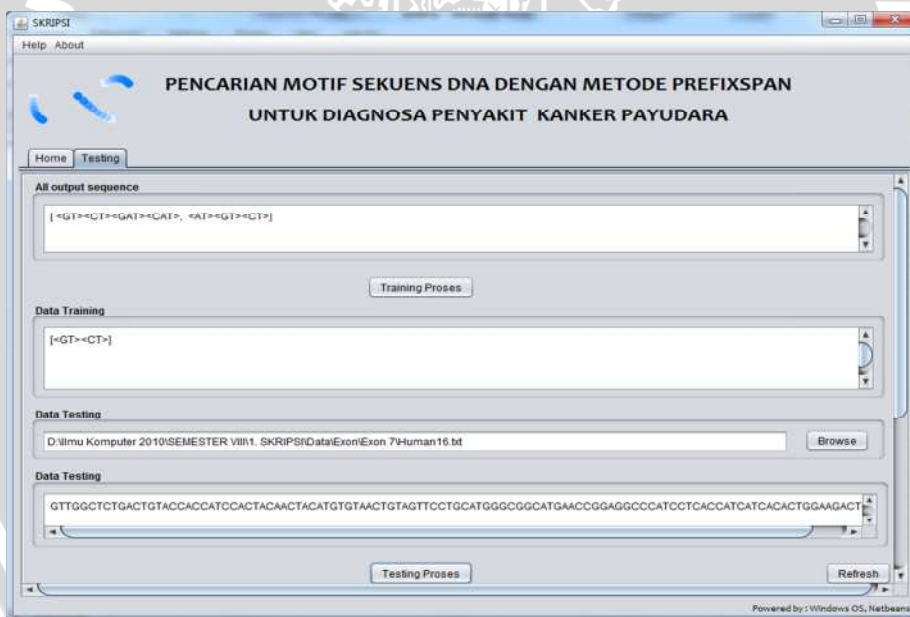 SKRIPSI
Help About
PENCARIAN MOTIF SEKUENS DNA DENGAN METODE PREFIXSPAN
UNTUK DIAGNOSA PENYAKIT KANKER PAYUDARA
Home Testing
All output sequence
[ <GT><CT><GAT><CAT>, <AT><GT><CT>]
Training Proses
Data Training
[<GT><CT>]
Data Testing
D:\Ilmu Komputer 2010\SEMESTER VIII\1. SKRIPSI\Data\Exon\Exon 7\Human16.txt
Browse
Data Testing
GTTGGCTCTGACTGTACCACCATCCACTACAACTACATGTGTAACTGTAGTTCCTGCATGGGCGGCATGAACCGGAGGCCCATCCTCACCATCATCACACTGGAAGACT
Testing Proses
Refresh
Powered by : Windows OS, Netbeans